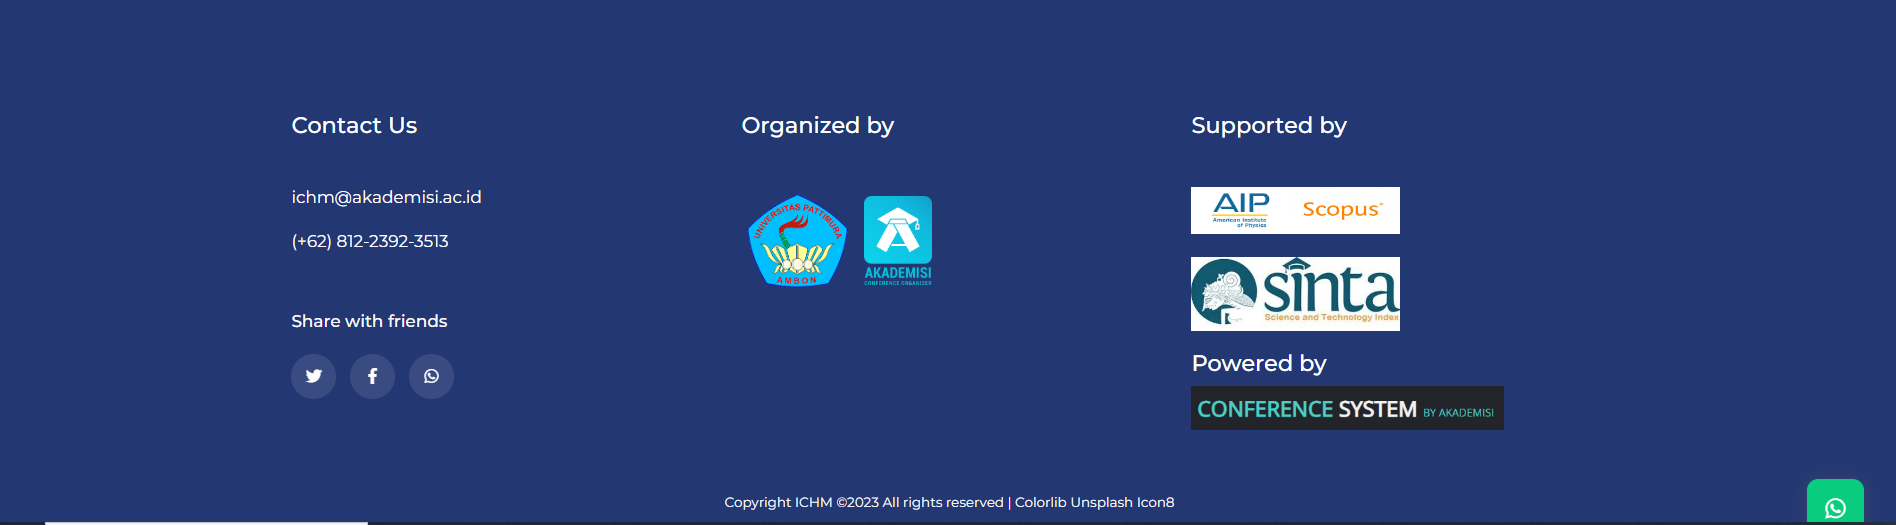 Contact Us
ichm@akademisi.ac.id
(+62) 812-2392-3513
Share with friends
Organized by
UNIVERSITAS PATTIMURA
AMBON
AKADEMISI
CONFERENCE ORGANIZER
Supported by
AIP
American Institute
of Physics
Scopus®
sinta
Science and Technology Index
Powered by
CONFERENCE SYSTEM BY AKADEMISI
Copyright ICHM ©2023 All rights reserved | Colorlib Unsplash Icon8